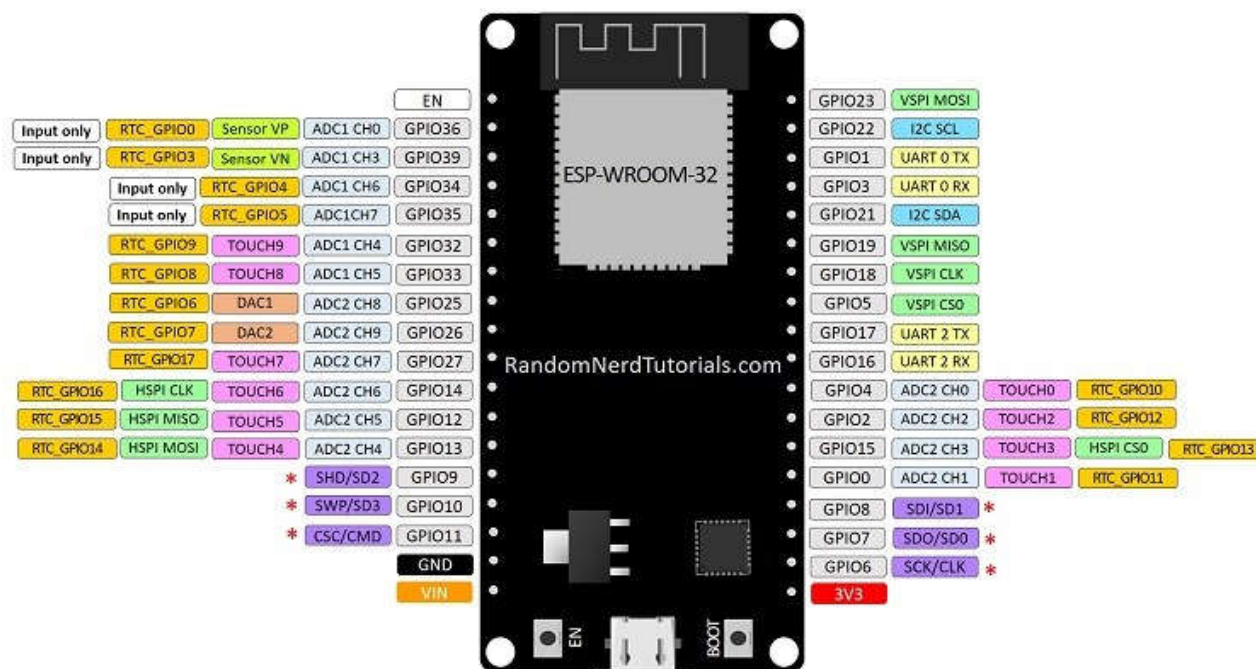 EN
Input only RTC_GPIO0 Sensor VP ADC1 CH0 GPIO36
Input only RTC_GPIO3 Sensor VN ADC1 CH3 GPIO39
Input only RTC_GPIO4 ADC1 CH6 GPIO34
Input only RTC_GPIO5 ADC1CH7 GPIO35
RTC_GPIO9 TOUCH9 ADC1 CH4 GPIO32
RTC_GPIO8 TOUCH8 ADC1 CH5 GPIO33
RTC_GPIO6 DAC1 ADC2 CH8 GPIO25
RTC_GPIO7 DAC2 ADC2 CH9 GPIO26
RTC_GPIO17 TOUCH7 ADC2 CH7 GPIO27
RTC_GPIO16 HSPI CLK TOUCH6 ADC2 CH6 GPIO14
RTC_GPIO15 HSPI MISO TOUCH5 ADC2 CH5 GPIO12
RTC_GPIO14 HSPI MOSI TOUCH4 ADC2 CH4 GPIO13
* SHD/SD2 GPIO9
* SWP/SD3 GPIO10
* CSC/CMD GPIO11
GND
VIN
ESP-WROOM-32
RandomNerdTutorials.com
EN
BOOT
GPIO23 VSPI MOSI
GPIO22 I2C SCL
GPIO1 UART 0 TX
GPIO3 UART 0 RX
GPIO21 I2C SDA
GPIO19 VSPI MISO
GPIO18 VSPI CLK
GPIO5 VSPI CS0
GPIO17 UART 2 TX
GPIO16 UART 2 RX
GPIO4 ADC2 CH0 TOUCH0 RTC_GPIO10
GPIO2 ADC2 CH2 TOUCH2 RTC_GPIO12
GPIO15 ADC2 CH3 TOUCH3 HSPI CS0 RTC_GPIO13
GPIO0 ADC2 CH1 TOUCH1 RTC_GPIO11
GPIO8 SDI/SD1 *
GPIO7 SDO/SD0 *
GPIO6 SCK/CLK *
3V3